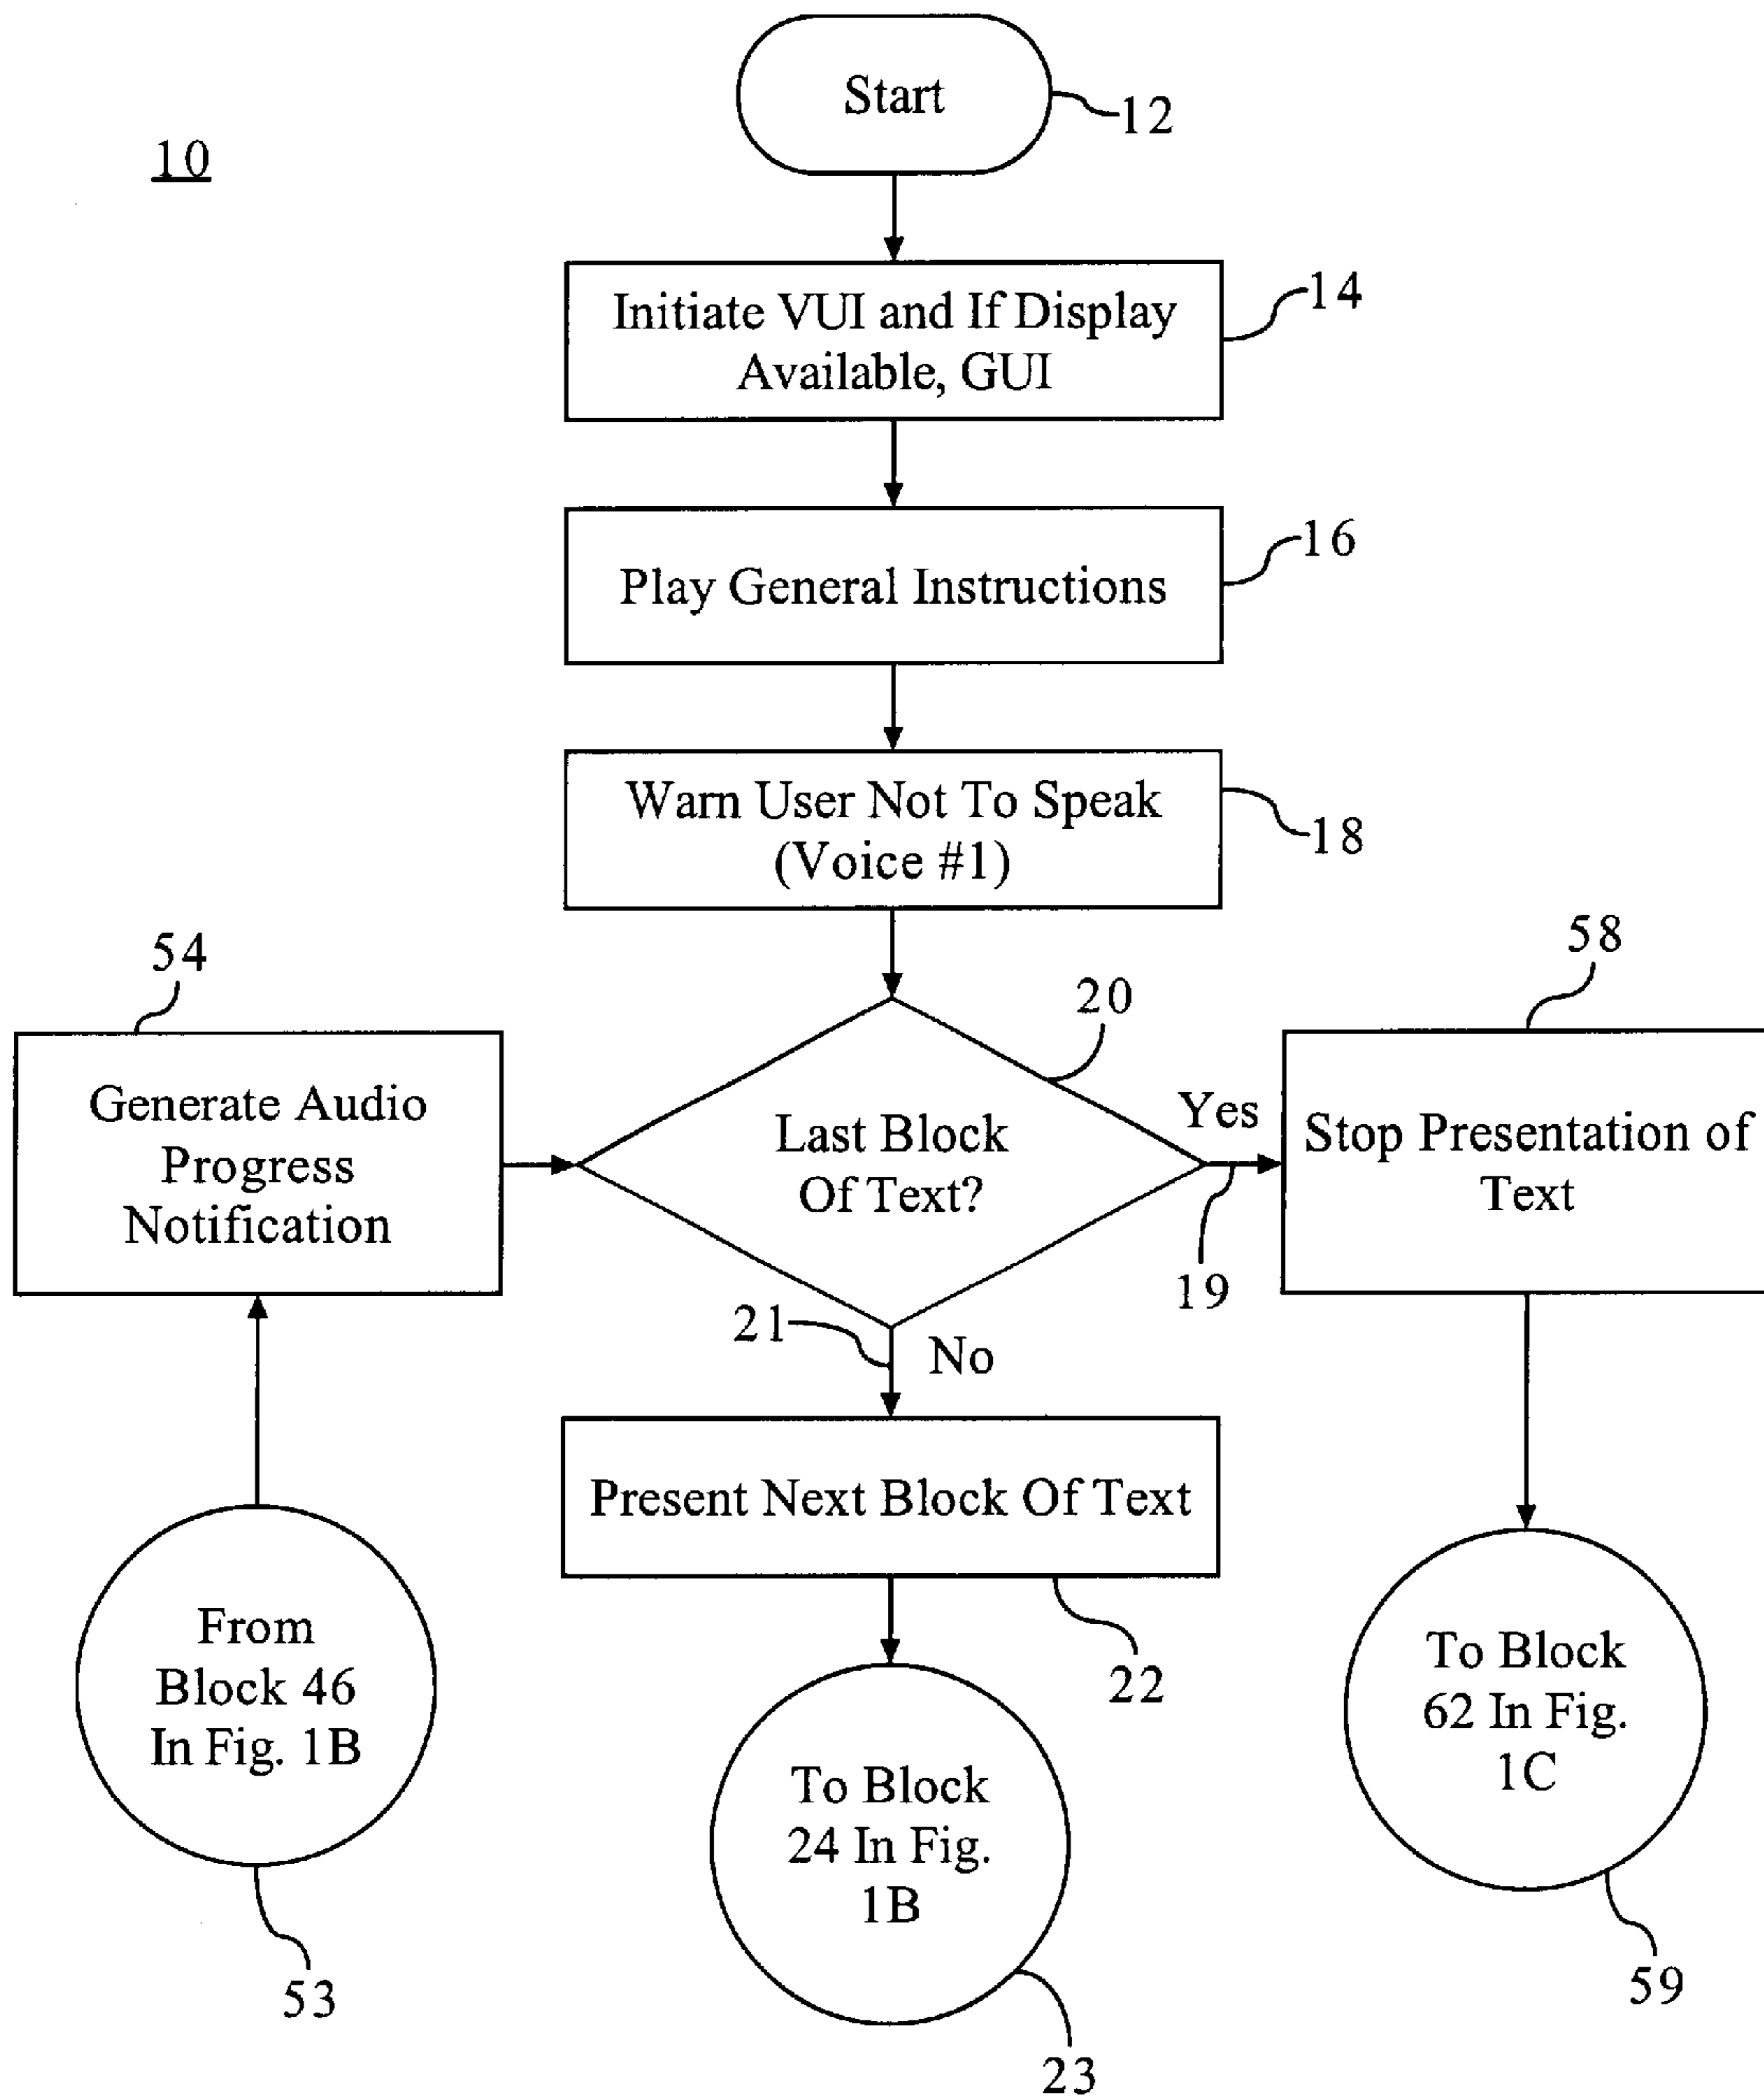 Start
12
10
Initiate VUI and If Display
Available, GUI
14
Play General Instructions
16
Warn User Not To Speak
(Voice #1)
18
54
Generate Audio
Progress
Notification
20
Last Block
Of Text?
Yes
19
58
Stop Presentation of
Text
21
No
Present Next Block Of Text
22
From
Block 46
In Fig. 1B
53
To Block
24 In Fig.
1B
23
To Block
62 In Fig.
1C
59